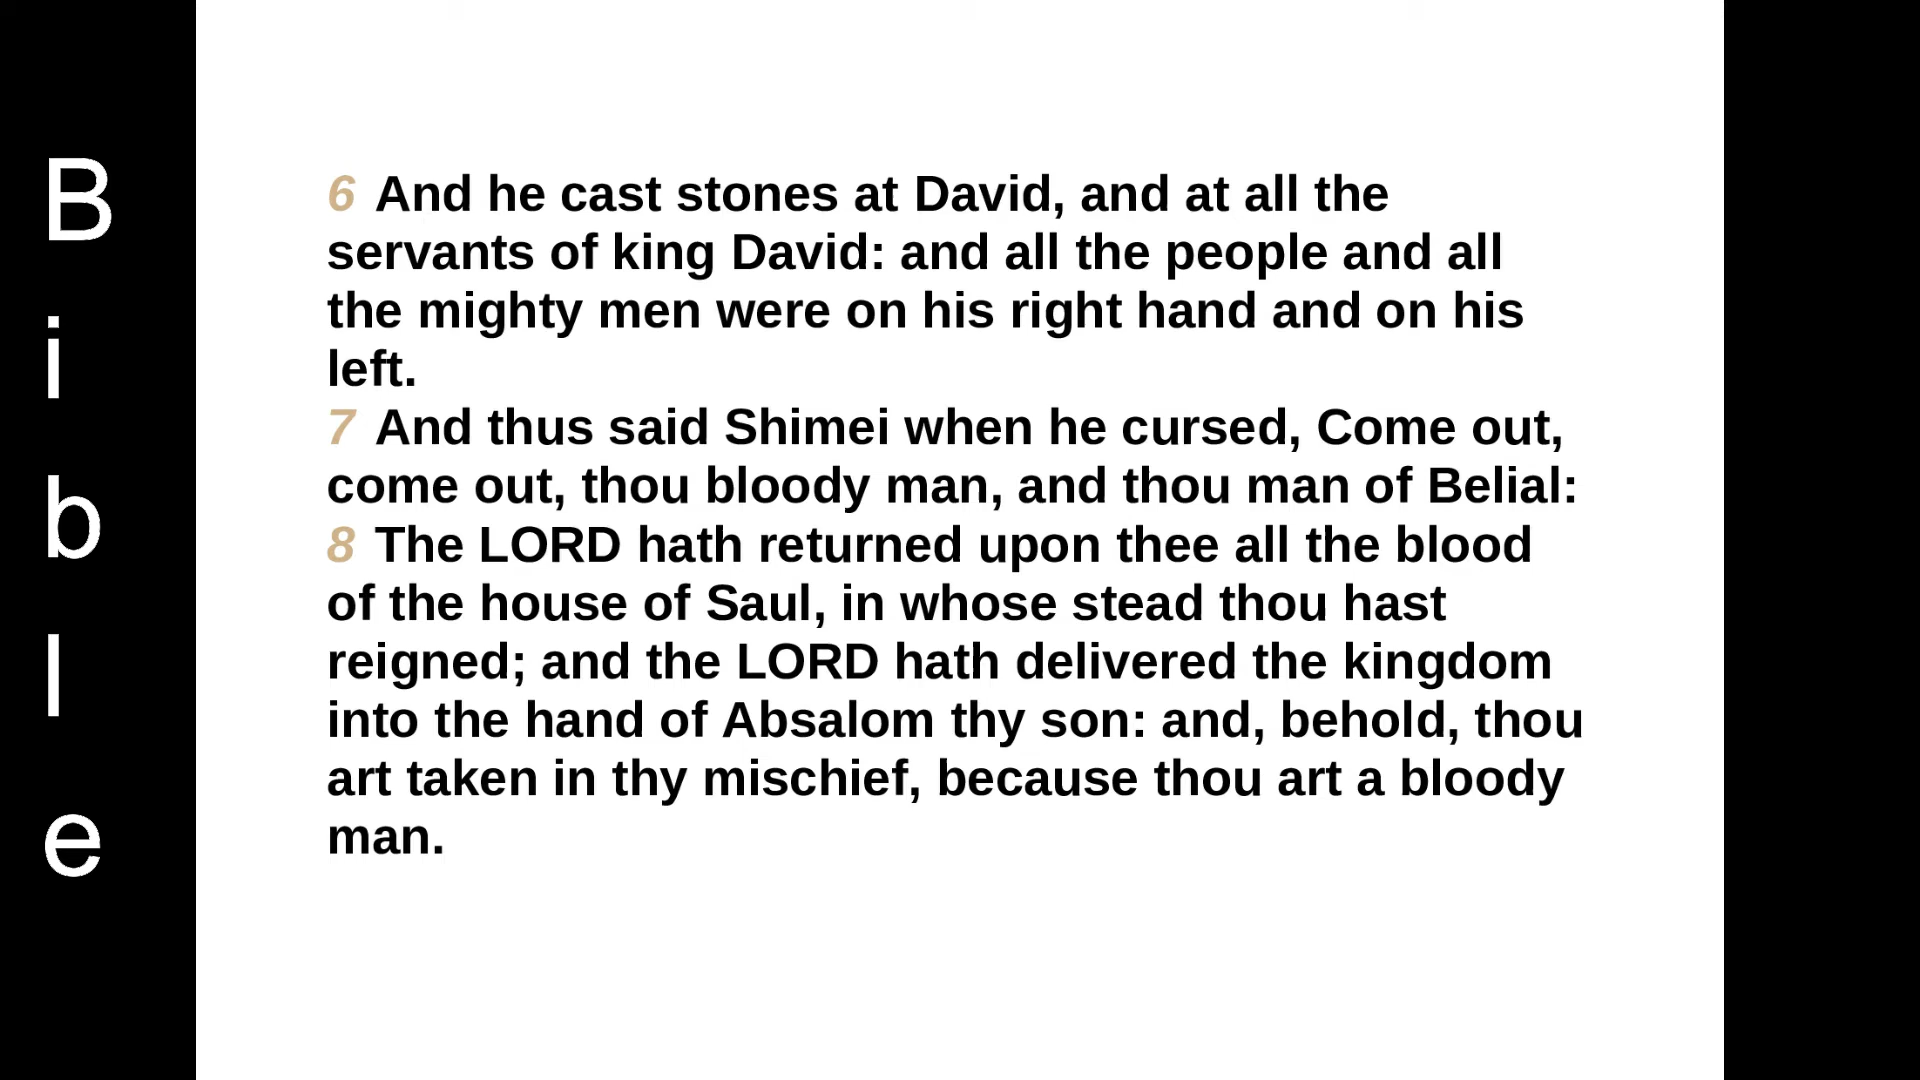 B
i
b
l
e
6 And he cast stones at David, and at all the
servants of king David: and all the people and all
the mighty men were on his right hand and on his
left.
7 And thus said Shimei when he cursed, Come out,
come out, thou bloody man, and thou man of Belial:
8 The LORD hath returned upon thee all the blood
of the house of Saul, in whose stead thou hast
reigned; and the LORD hath delivered the kingdom
into the hand of Absalom thy son: and, behold, thou
art taken in thy mischief, because thou art a bloody
man.